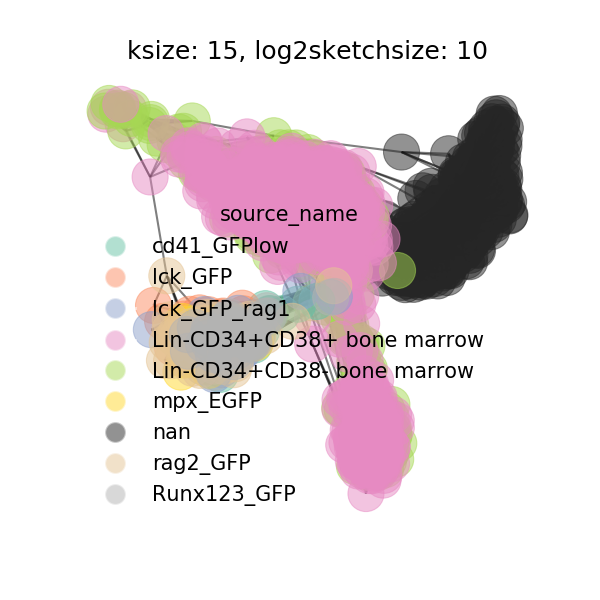 ksize: 15, log2sketchsize: 10
source_name
cd41_GFPlow
lck_GFP
lck_GFP_rag1
Lin-CD34+CD38+ bone marrow
Lin-CD34+CD38- bone marrow
mpx_EGFP
nan
rag2_GFP
Runx123_GFP